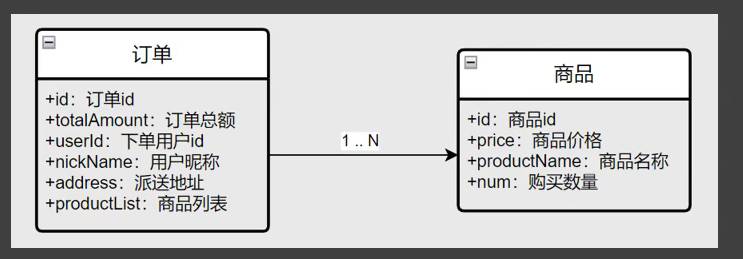 订单
+id：订单id
+totalAmount：订单总额
+userId：下单用户id
+nickName：用户昵称
+address：派送地址
+productList：商品列表
1 .. N
商品
+id：商品id
+price：商品价格
+productName：商品名称
+num：购买数量